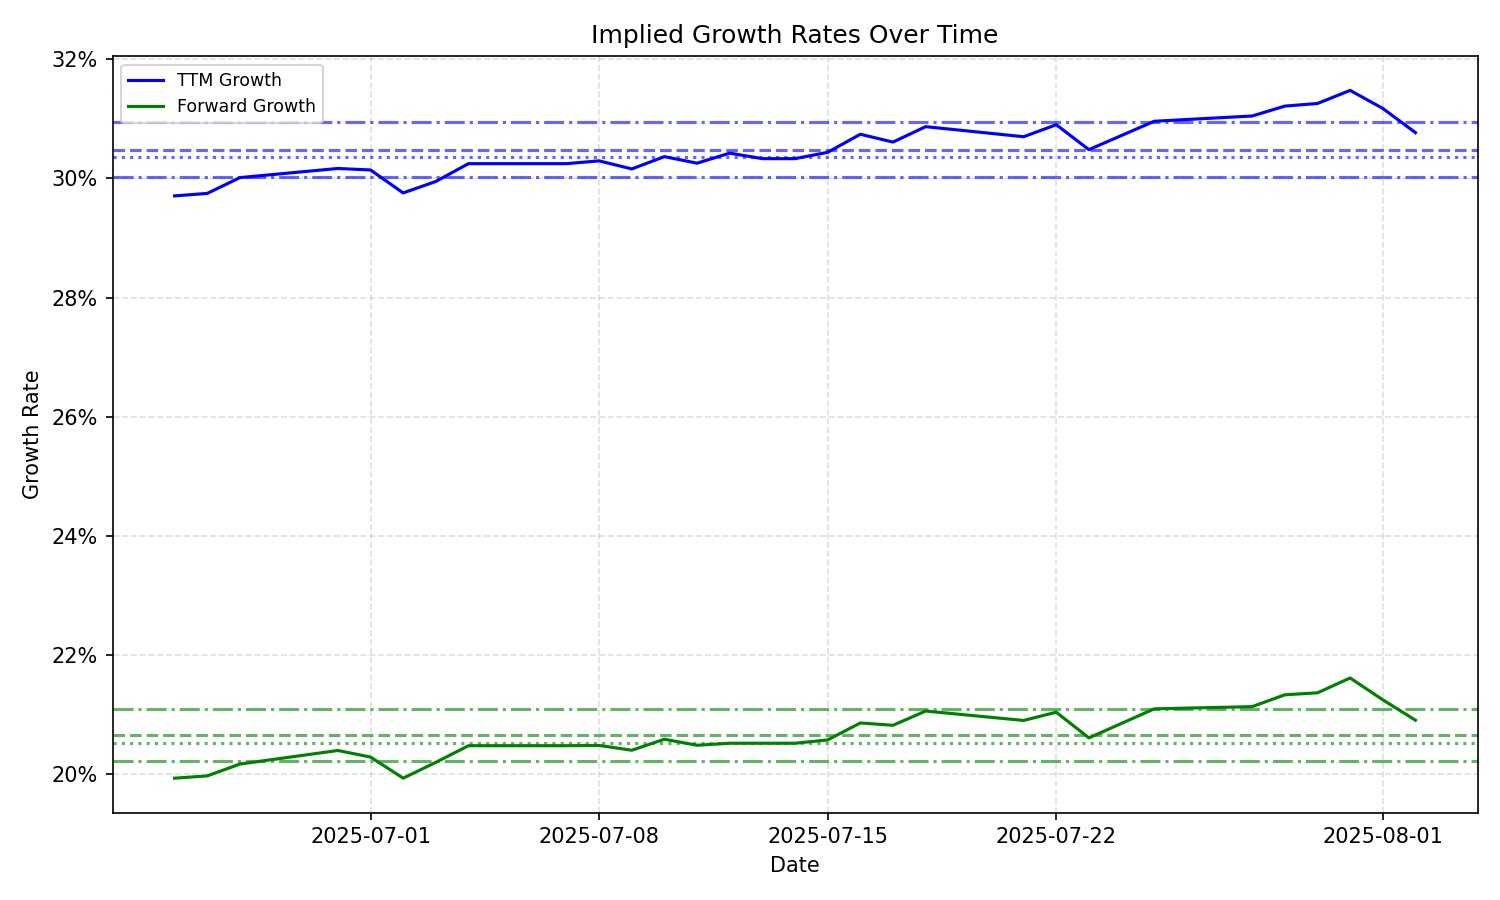 Implied Growth Rates Over Time
TTM Growth
Forward Growth
Growth Rate
32%
30%
28%
26%
24%
22%
20%
2025-07-01
2025-07-08
2025-07-15
2025-07-22
2025-08-01
Date